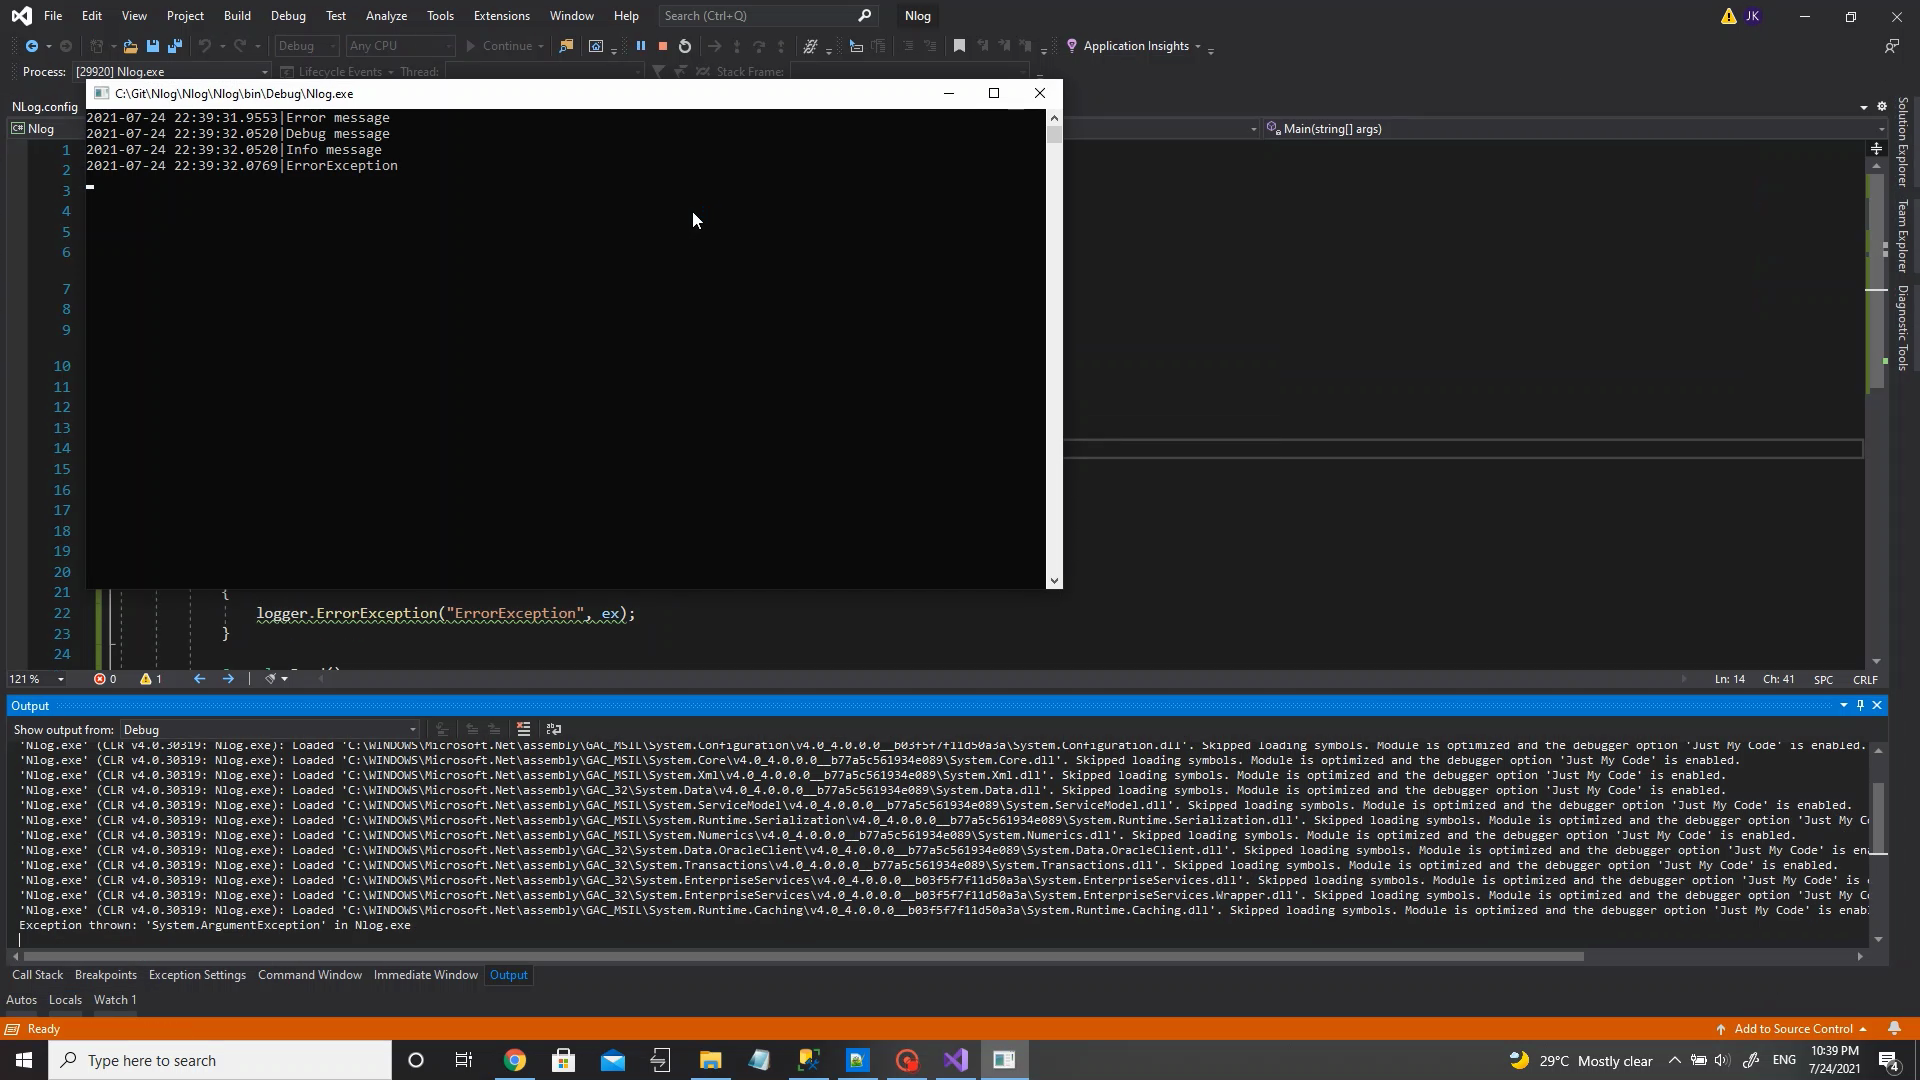 File Edit View Project Build Debug Test Analyze Tools Extensions Window Help Search (Ctrl+Q) Nlog JK
Debug Any CPU Continue Application Insights
Process: [29920] Nlog.exe Lifecycle Events Thread: Stack Frame:
C:\Git\Nlog\Nlog\Nlog\bin\Debug\Nlog.exe
NLog.config
Nlog
Main(string[] args)
2021-07-24 22:39:31.9553|Error message
2021-07-24 22:39:32.0520|Debug message
2021-07-24 22:39:32.0520|Info message
2021-07-24 22:39:32.0769|ErrorException
1
2
3
4
5
6
7
8
9
10
11
12
13
14
15
16
17
18
19
20
21 {
22 logger.ErrorException("ErrorException", ex);
23 }
24
Solution Explorer
Team Explorer
Diagnostic Tools
121 % 0 1 Ln: 14 Ch: 41 SPC CRLF
Output
Show output from: Debug
'Nlog.exe' (CLR v4.0.30319: Nlog.exe): Loaded 'C:\WINDOWS\Microsoft.Net\assembly\GAC_MSIL\System.Configuration\v4.0_4.0.0.0__b03f5f7f11d50a3a\System.Configuration.dll'. Skipped loading symbols. Module is optimized and the debugger option 'Just My Code' is enabled.
'Nlog.exe' (CLR v4.0.30319: Nlog.exe): Loaded 'C:\WINDOWS\Microsoft.Net\assembly\GAC_MSIL\System.Core\v4.0_4.0.0.0__b77a5c561934e089\System.Core.dll'. Skipped loading symbols. Module is optimized and the debugger option 'Just My Code' is enabled.
'Nlog.exe' (CLR v4.0.30319: Nlog.exe): Loaded 'C:\WINDOWS\Microsoft.Net\assembly\GAC_MSIL\System.Xml\v4.0_4.0.0.0__b77a5c561934e089\System.Xml.dll'. Skipped loading symbols. Module is optimized and the debugger option 'Just My Code' is enabled.
'Nlog.exe' (CLR v4.0.30319: Nlog.exe): Loaded 'C:\WINDOWS\Microsoft.Net\assembly\GAC_32\System.Data\v4.0_4.0.0.0__b77a5c561934e089\System.Data.dll'. Skipped loading symbols. Module is optimized and the debugger option 'Just My Code' is enabled.
'Nlog.exe' (CLR v4.0.30319: Nlog.exe): Loaded 'C:\WINDOWS\Microsoft.Net\assembly\GAC_MSIL\System.ServiceModel\v4.0_4.0.0.0__b77a5c561934e089\System.ServiceModel.dll'. Skipped loading symbols. Module is optimized and the debugger option 'Just My Code' is enabled.
'Nlog.exe' (CLR v4.0.30319: Nlog.exe): Loaded 'C:\WINDOWS\Microsoft.Net\assembly\GAC_MSIL\System.Runtime.Serialization\v4.0_4.0.0.0__b77a5c561934e089\System.Runtime.Serialization.dll'. Skipped loading symbols. Module is optimized and the debugger option 'Just My Co
'Nlog.exe' (CLR v4.0.30319: Nlog.exe): Loaded 'C:\WINDOWS\Microsoft.Net\assembly\GAC_MSIL\System.Numerics\v4.0_4.0.0.0__b77a5c561934e089\System.Numerics.dll'. Skipped loading symbols. Module is optimized and the debugger option 'Just My Code' is enabled.
'Nlog.exe' (CLR v4.0.30319: Nlog.exe): Loaded 'C:\WINDOWS\Microsoft.Net\assembly\GAC_32\System.Data.OracleClient\v4.0_4.0.0.0__b77a5c561934e089\System.Data.OracleClient.dll'. Skipped loading symbols. Module is optimized and the debugger option 'Just My Code' is en
'Nlog.exe' (CLR v4.0.30319: Nlog.exe): Loaded 'C:\WINDOWS\Microsoft.Net\assembly\GAC_32\System.Transactions\v4.0_4.0.0.0__b77a5c561934e089\System.Transactions.dll'. Skipped loading symbols. Module is optimized and the debugger option 'Just My Code' is enabled.
'Nlog.exe' (CLR v4.0.30319: Nlog.exe): Loaded 'C:\WINDOWS\Microsoft.Net\assembly\GAC_32\System.EnterpriseServices\v4.0_4.0.0.0__b03f5f7f11d50a3a\System.EnterpriseServices.dll'. Skipped loading symbols. Module is optimized and the debugger option 'Just My Code' is
'Nlog.exe' (CLR v4.0.30319: Nlog.exe): Loaded 'C:\WINDOWS\Microsoft.Net\assembly\GAC_32\System.EnterpriseServices\v4.0_4.0.0.0__b03f5f7f11d50a3a\System.EnterpriseServices.Wrapper.dll'. Skipped loading symbols. Module is optimized and the debugger option 'Just My C
'Nlog.exe' (CLR v4.0.30319: Nlog.exe): Loaded 'C:\WINDOWS\Microsoft.Net\assembly\GAC_MSIL\System.Runtime.Caching\v4.0_4.0.0.0__b03f5f7f11d50a3a\System.Runtime.Caching.dll'. Skipped loading symbols. Module is optimized and the debugger option 'Just My Code' is enab
Exception thrown: 'System.ArgumentException' in Nlog.exe
Call Stack Breakpoints Exception Settings Command Window Immediate Window Output
Autos Locals Watch 1
Ready Add to Source Control
Type here to search 29°C Mostly clear ENG 10:39 PM
7/24/2021 4